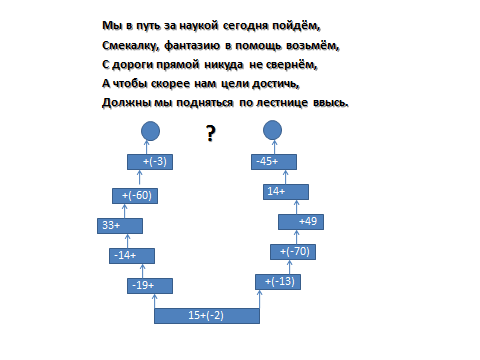 Мы в путь за наукой сегодня пойдём,
Смекалку, фантазию в помощь возьмём,
С дороги прямой никуда не свернём,
А чтобы скорее нам цели достичь,
Должны мы подняться по лестнице ввысь.
?
+(-3)
-45+
+(-60)
14+
33+
+49
-14+
+(-70)
-19+
+(-13)
15+(-2)